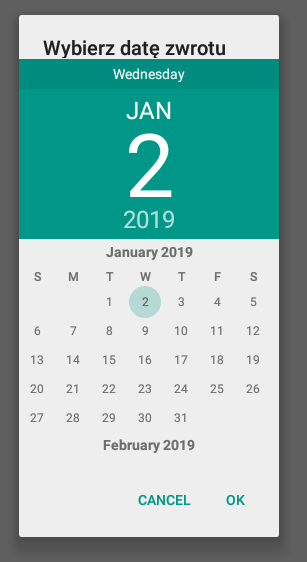 Wybierz datę zwrotu
Wednesday
JAN
2
2019
January 2019
S M T W T F S
1 2 3 4 5
6 7 8 9 10 11 12
13 14 15 16 17 18 19
20 21 22 23 24 25 26
27 28 29 30 31
February 2019
CANCEL OK